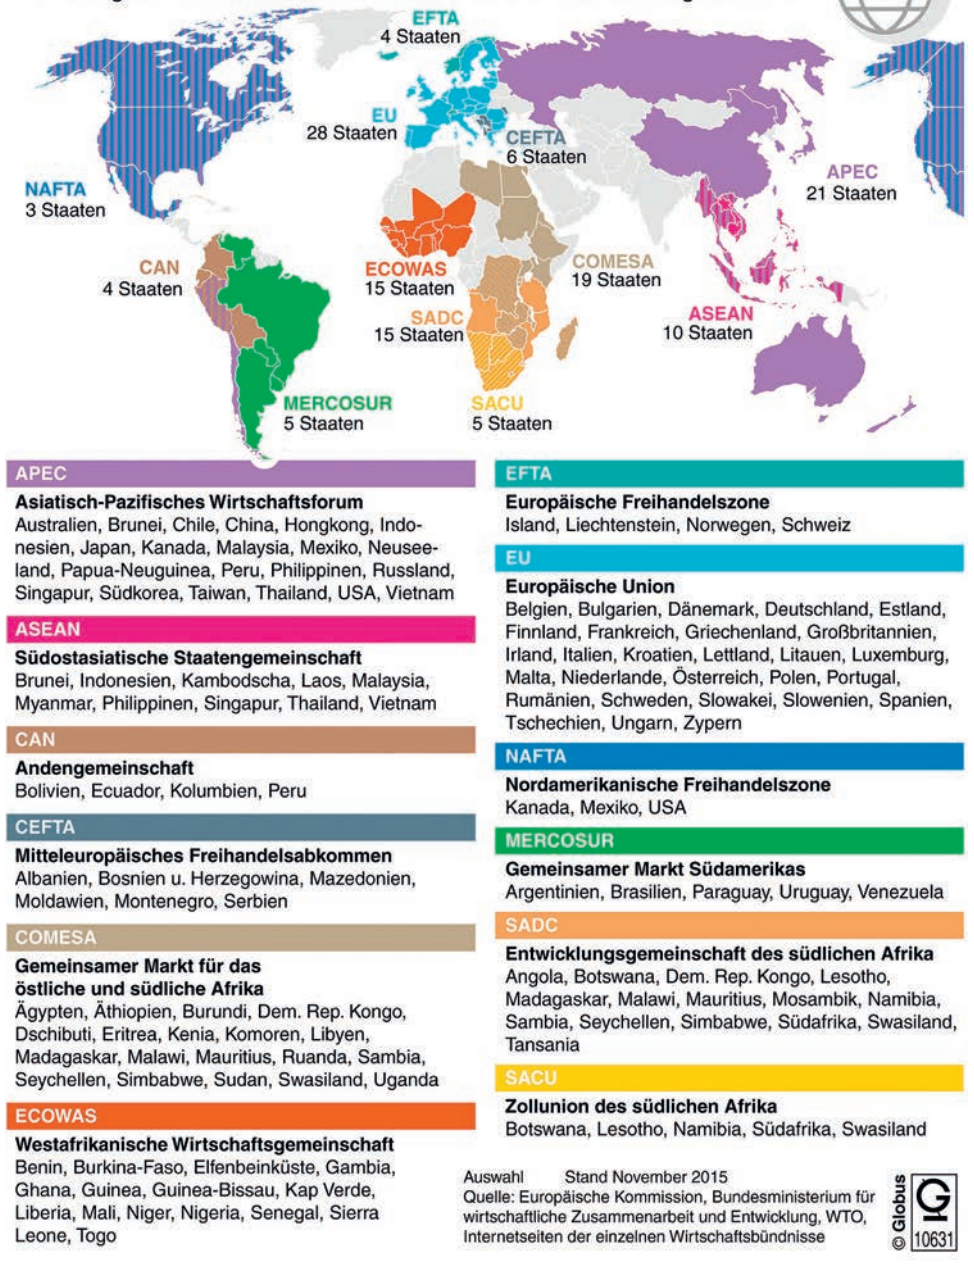 EFTA
4 Staaten
EU
28 Staaten
CEFTA
6 Staaten
NAFTA
3 Staaten
APEC
21 Staaten
CAN
4 Staaten
ECOWAS
15 Staaten
COMESA
19 Staaten
SADC
15 Staaten
ASEAN
10 Staaten
MERCOSUR
5 Staaten
SACU
5 Staaten
APEC
Asiatisch-Pazifisches Wirtschaftsforum
Australien, Brunei, Chile, China, Hongkong, Indo-
nesien, Japan, Kanada, Malaysia, Mexiko, Neusee-
land, Papua-Neuguinea, Peru, Philippinen, Russland,
Singapur, Südkorea, Taiwan, Thailand, USA, Vietnam
ASEAN
Südostasiatische Staatengemeinschaft
Brunei, Indonesien, Kambodscha, Laos, Malaysia,
Myanmar, Philippinen, Singapur, Thailand, Vietnam
CAN
Andengemeinschaft
Bolivien, Ecuador, Kolumbien, Peru
CEFTA
Mitteleuropäisches Freihandelsabkommen
Albanien, Bosnien u. Herzegowina, Mazedonien,
Moldawien, Montenegro, Serbien
COMESA
Gemeinsamer Markt für das
östliche und südliche Afrika
Ägypten, Äthiopien, Burundi, Dem. Rep. Kongo,
Dschibuti, Eritrea, Kenia, Komoren, Libyen,
Madagaskar, Malawi, Mauritius, Ruanda, Sambia,
Seychellen, Simbabwe, Sudan, Swasiland, Uganda
ECOWAS
Westafrikanische Wirtschaftsgemeinschaft
Benin, Burkina-Faso, Elfenbeinküste, Gambia,
Ghana, Guinea, Guinea-Bissau, Kap Verde,
Liberia, Mali, Niger, Nigeria, Senegal, Sierra
Leone, Togo
EFTA
Europäische Freihandelszone
Island, Liechtenstein, Norwegen, Schweiz
EU
Europäische Union
Belgien, Bulgarien, Dänemark, Deutschland, Estland,
Finnland, Frankreich, Griechenland, Großbritannien,
Irland, Italien, Kroatien, Lettland, Litauen, Luxemburg,
Malta, Niederlande, Österreich, Polen, Portugal,
Rumänien, Schweden, Slowakei, Slowenien, Spanien,
Tschechien, Ungarn, Zypern
NAFTA
Nordamerikanische Freihandelszone
Kanada, Mexiko, USA
MERCOSUR
Gemeinsamer Markt Südamerikas
Argentinien, Brasilien, Paraguay, Uruguay, Venezuela
SADC
Entwicklungsgemeinschaft des südlichen Afrika
Angola, Botswana, Dem. Rep. Kongo, Lesotho,
Madagaskar, Malawi, Mauritius, Mosambik, Namibia,
Sambia, Seychellen, Simbabwe, Südafrika, Swasiland,
Tansania
SACU
Zollunion des südlichen Afrika
Botswana, Lesotho, Namibia, Südafrika, Swasiland
Auswahl Stand November 2015
Quelle: Europäische Kommission, Bundesministerium für
wirtschaftliche Zusammenarbeit und Entwicklung, WTO,
Internetseiten der einzelnen Wirtschaftsbündnisse
© Globus
G
10631